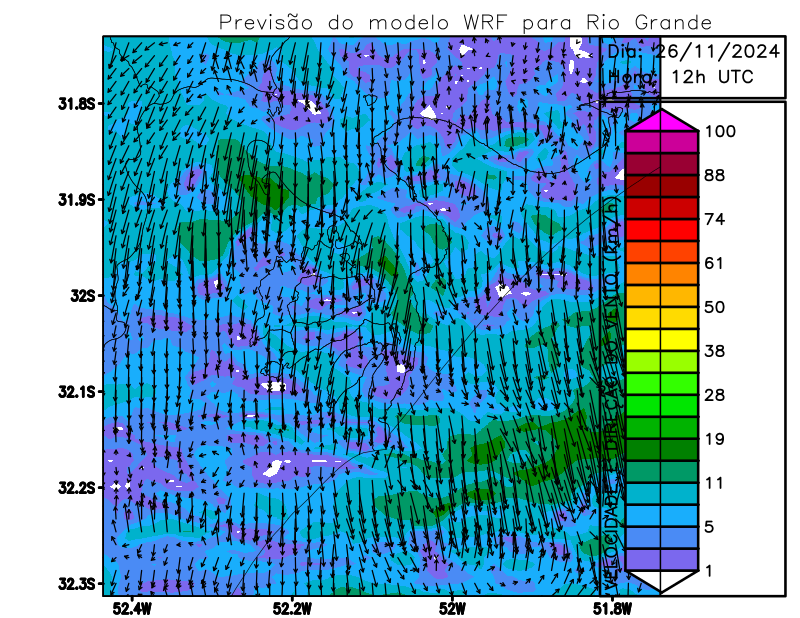 Previsão do modelo WRF para Rio Grande
Dia: 26/11/2024
Hora: 12h UTC
31.8S
31.9S
32S
32.1S
32.2S
32.3S
52.4W
52.2W
52W
51.8W
VELOCIDADE E DIREÇÃO DO VENTO (km/h)
100
88
74
61
50
38
28
19
11
5
1